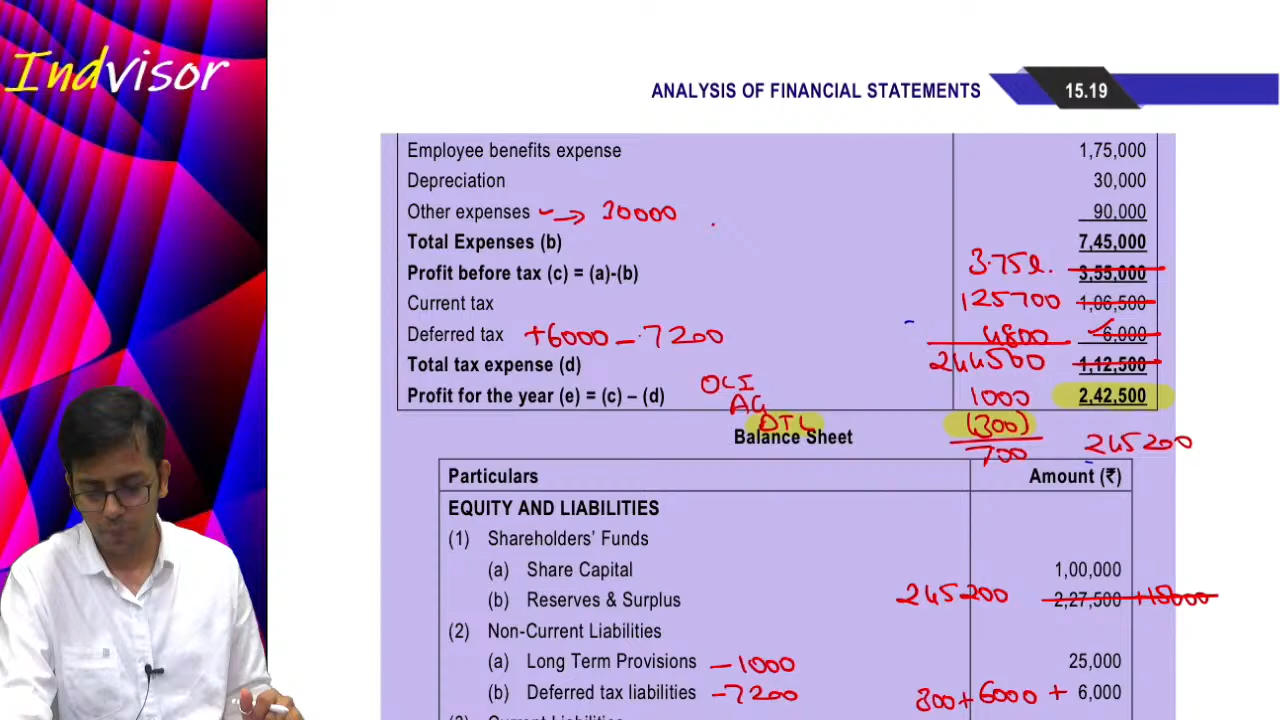 Indvisor
ANALYSIS OF FINANCIAL STATEMENTS 15.19
Employee benefits expense 1,75,000
Depreciation 30,000
Other expenses → 30000 90,000
Total Expenses (b) 7,45,000
Profit before tax (c) = (a)-(b) 3.75l. 3,55,000
Current tax 125700 1,06,500
Deferred tax +6000 - 7200 4800 6,000
Total tax expense (d) 244500 1,12,500
Profit for the year (e) = (c) – (d) OCI 1000 2,42,500
AG
DTL (300)
Balance Sheet 700 245200
Particulars Amount (₹)
EQUITY AND LIABILITIES
(1) Shareholders' Funds
(a) Share Capital 1,00,000
(b) Reserves & Surplus 245200 2,27,500 +18000
(2) Non-Current Liabilities
(a) Long Term Provisions -1000 25,000
(b) Deferred tax liabilities -7200 300+6000 + 6,000
(3) Current Liabilities